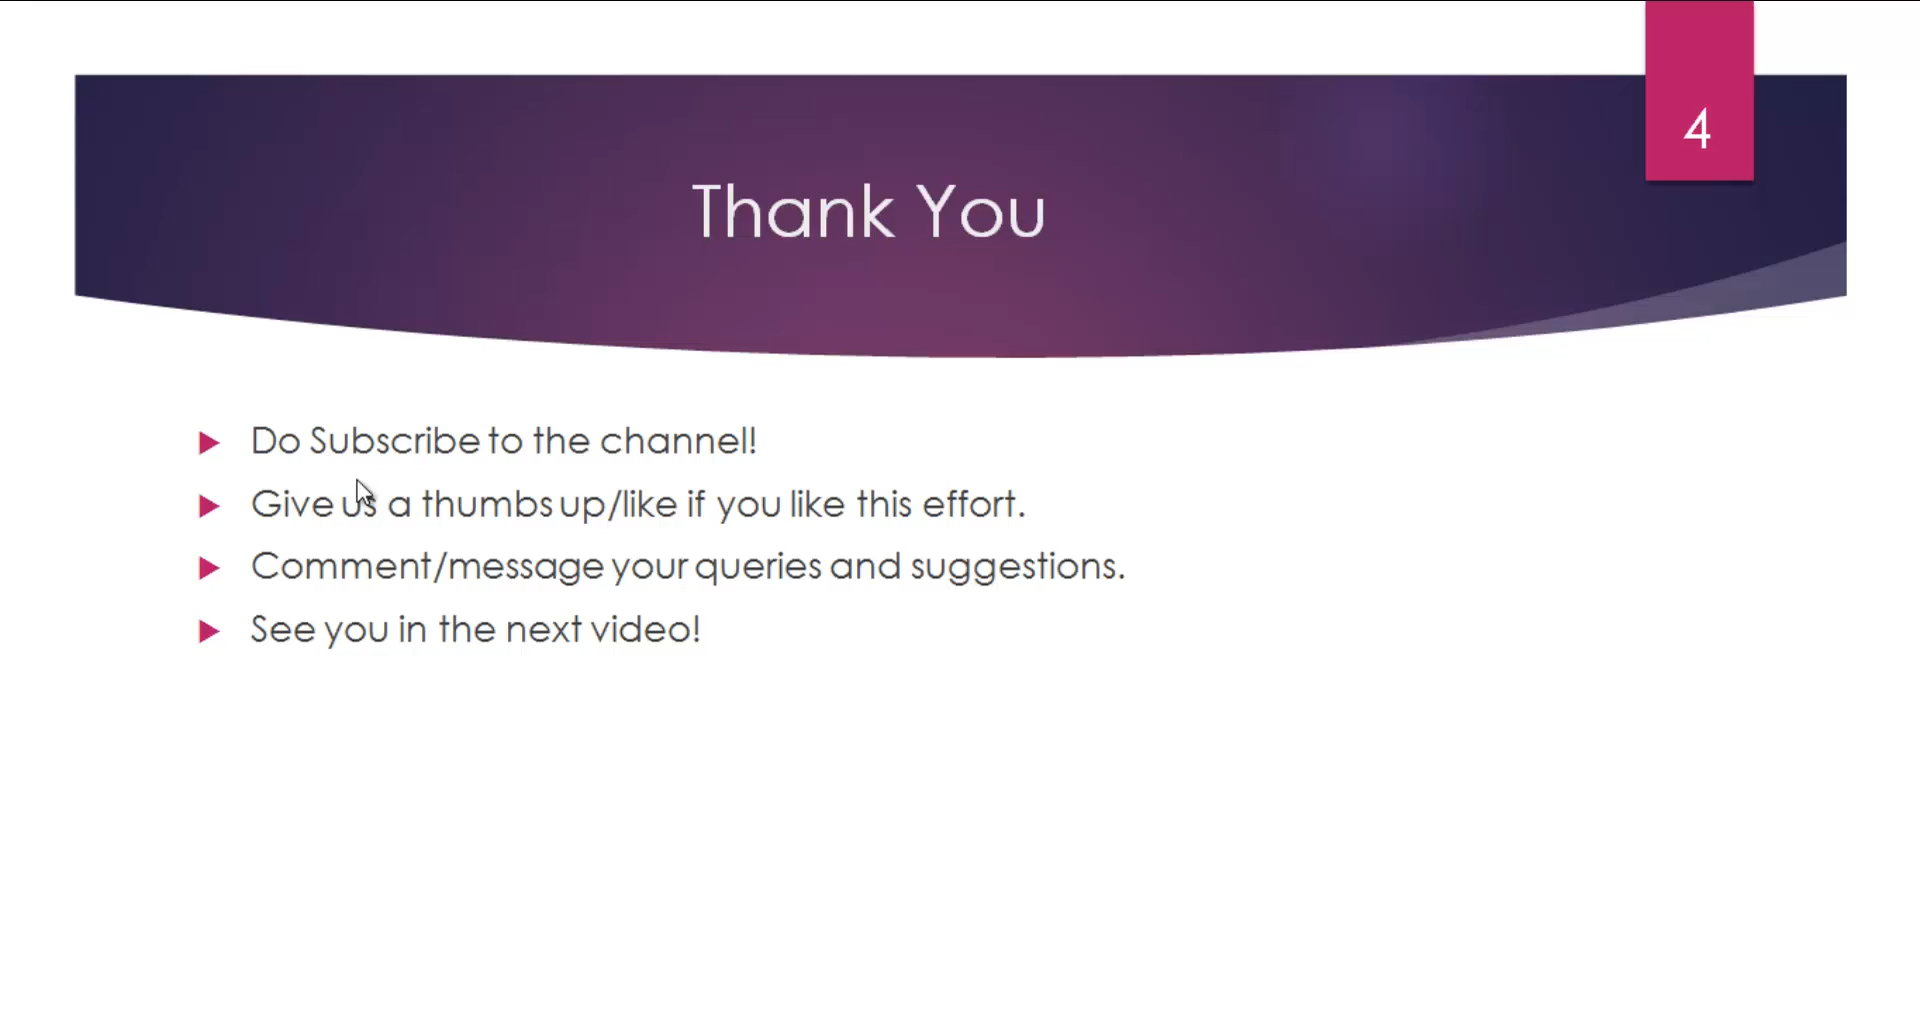 4
Thank You
Do Subscribe to the channel!
Give us a thumbs up/like if you like this effort.
Comment/message your queries and suggestions.
See you in the next video!